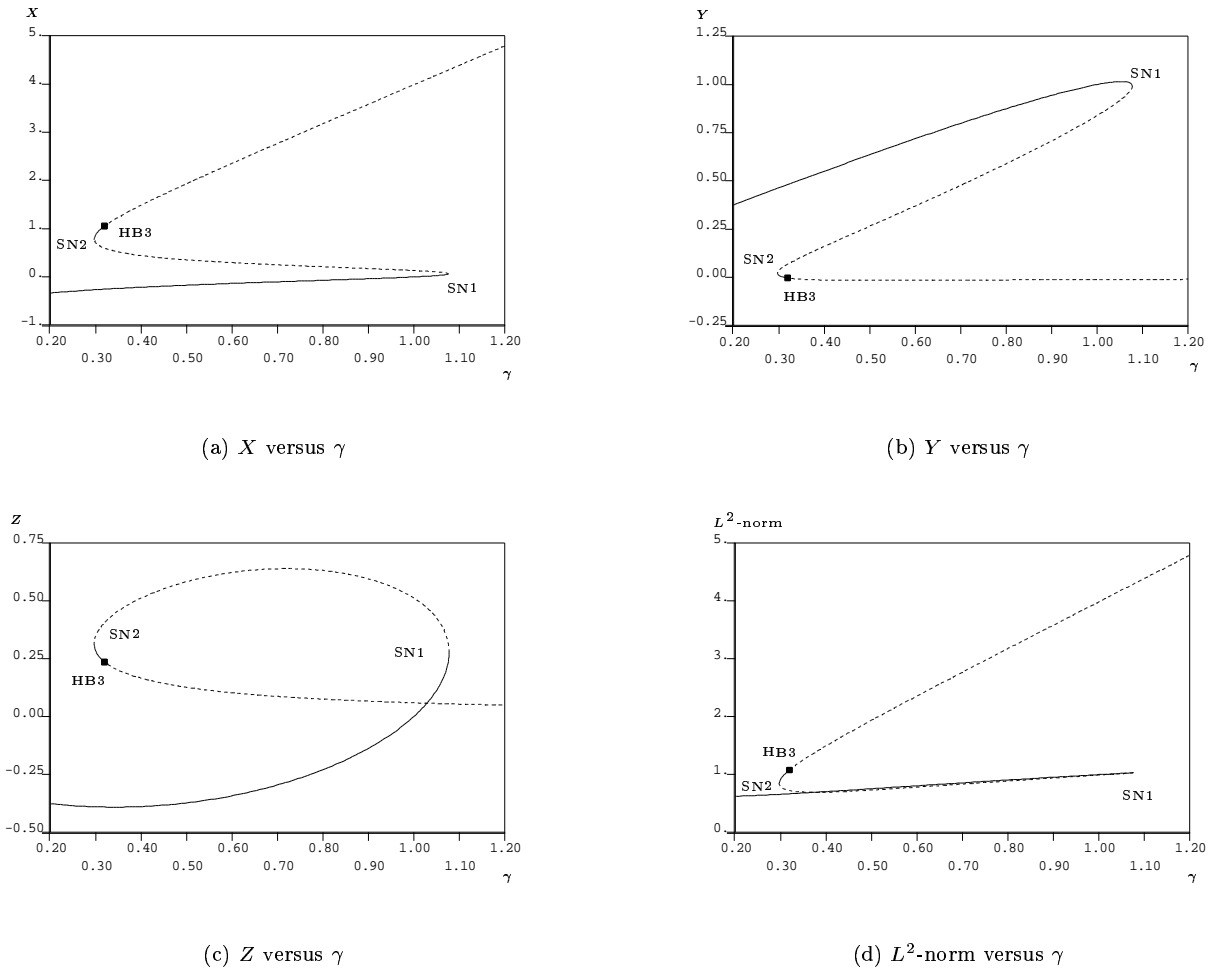 X
5.
4.
3.
2.
1.
0.
-1.
HB3
SN2
SN1
0.20 0.40 0.60 0.80 1.00 1.20
0.30 0.50 0.70 0.90 1.10
γ
(a) X versus γ
Y
1.25
1.00
0.75
0.50
0.25
0.00
-0.25
SN1
SN2
HB3
0.20 0.40 0.60 0.80 1.00 1.20
0.30 0.50 0.70 0.90 1.10
γ
(b) Y versus γ
Z
0.75
0.50
0.25
0.00
-0.25
-0.50
SN2
SN1
HB3
0.20 0.40 0.60 0.80 1.00 1.20
0.30 0.50 0.70 0.90 1.10
γ
(c) Z versus γ
L²-norm
5.
4.
3.
2.
1.
0.
HB3
SN2
SN1
0.20 0.40 0.60 0.80 1.00 1.20
0.30 0.50 0.70 0.90 1.10
γ
(d) L²-norm versus γ